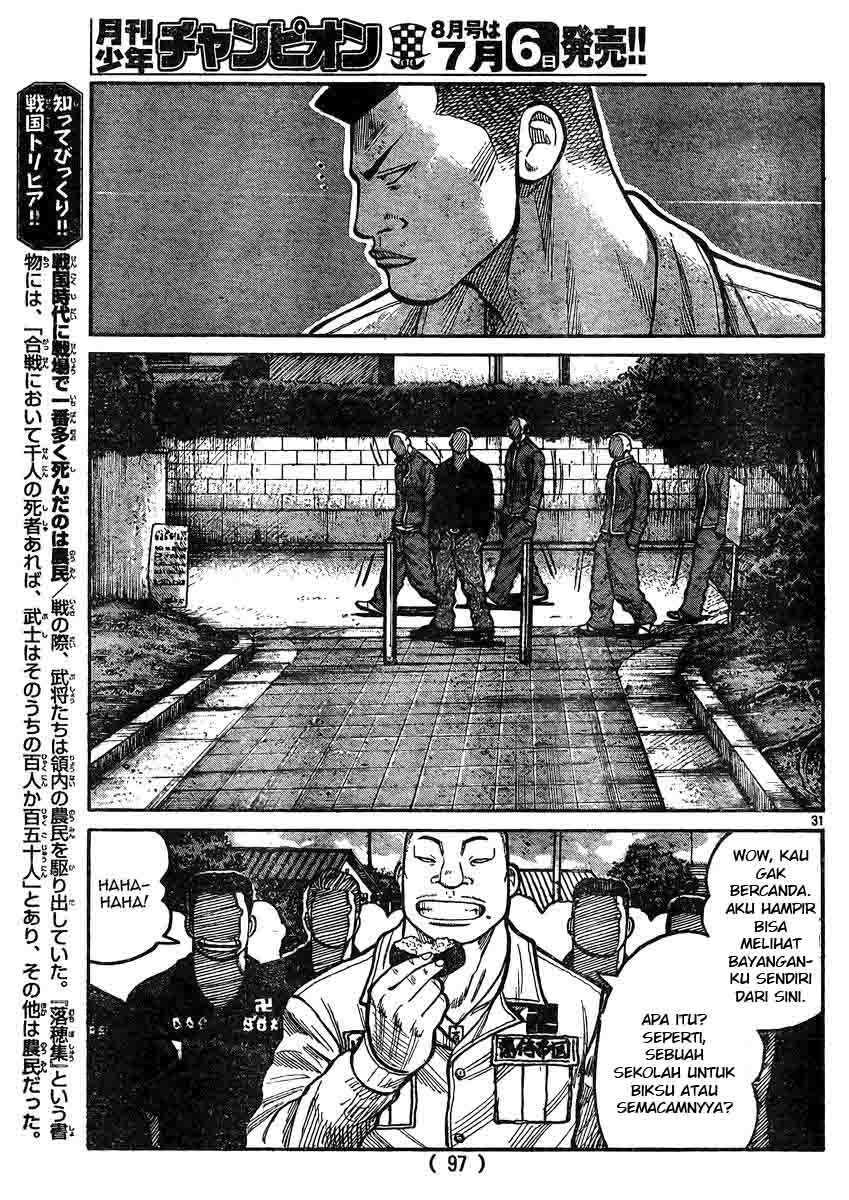 月刊少年チャンピオン 8月号は7月6日発売!!
知ってびっくり!!
戦国トリビア!!
戦国時代に戦場で一番多く死んだのは農民/戦の際、武将たちは領内の農民を駆り出していた。『落穂集』という書
物には、「合戦において千人の死者あれば、武士はそのうちの百人か百五十人」とあり、その他は農民だった。
31
WOW, KAU
GAK
BERCANDA.
AKU HAMPIR
BISA
MELIHAT
BAYANGAN-
KU SENDIRI
DARI SINI.
APA ITU?
SEPERTI,
SEBUAH
SEKOLAH UNTUK
BIKSU ATAU
SEMACAMNYYA?
HAHA-
HAHA!
卍
卍
(97)